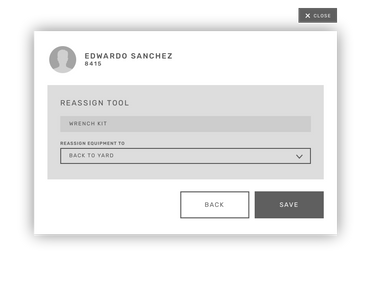 CLOSE
EDWARDO SANCHEZ
8415
REASSIGN TOOL
WRENCH KIT
REASSIGN EQUIPMENT TO
BACK TO YARD
BACK
SAVE